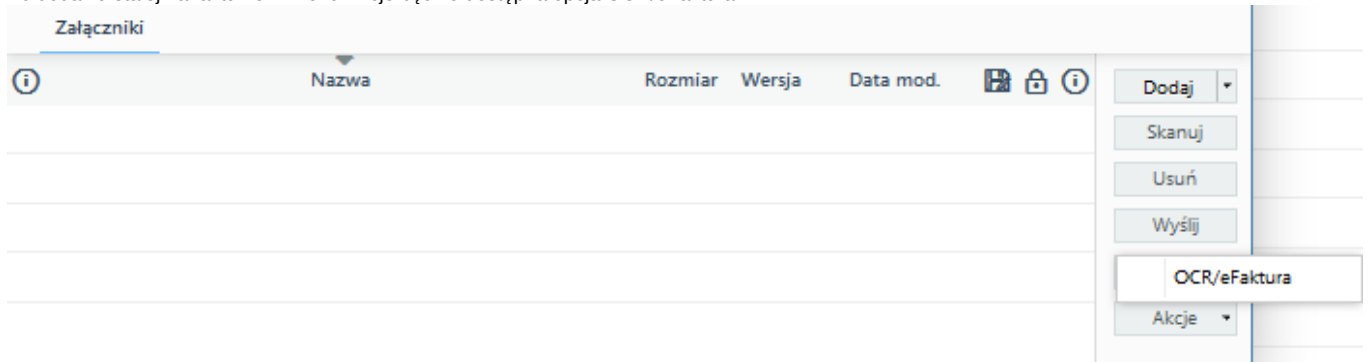 Załączniki
Nazwa Rozmiar Wersja Data mod.
Dodaj
Skanuj
Usuń
Wyślij
OCR/eFaktura
Akcje